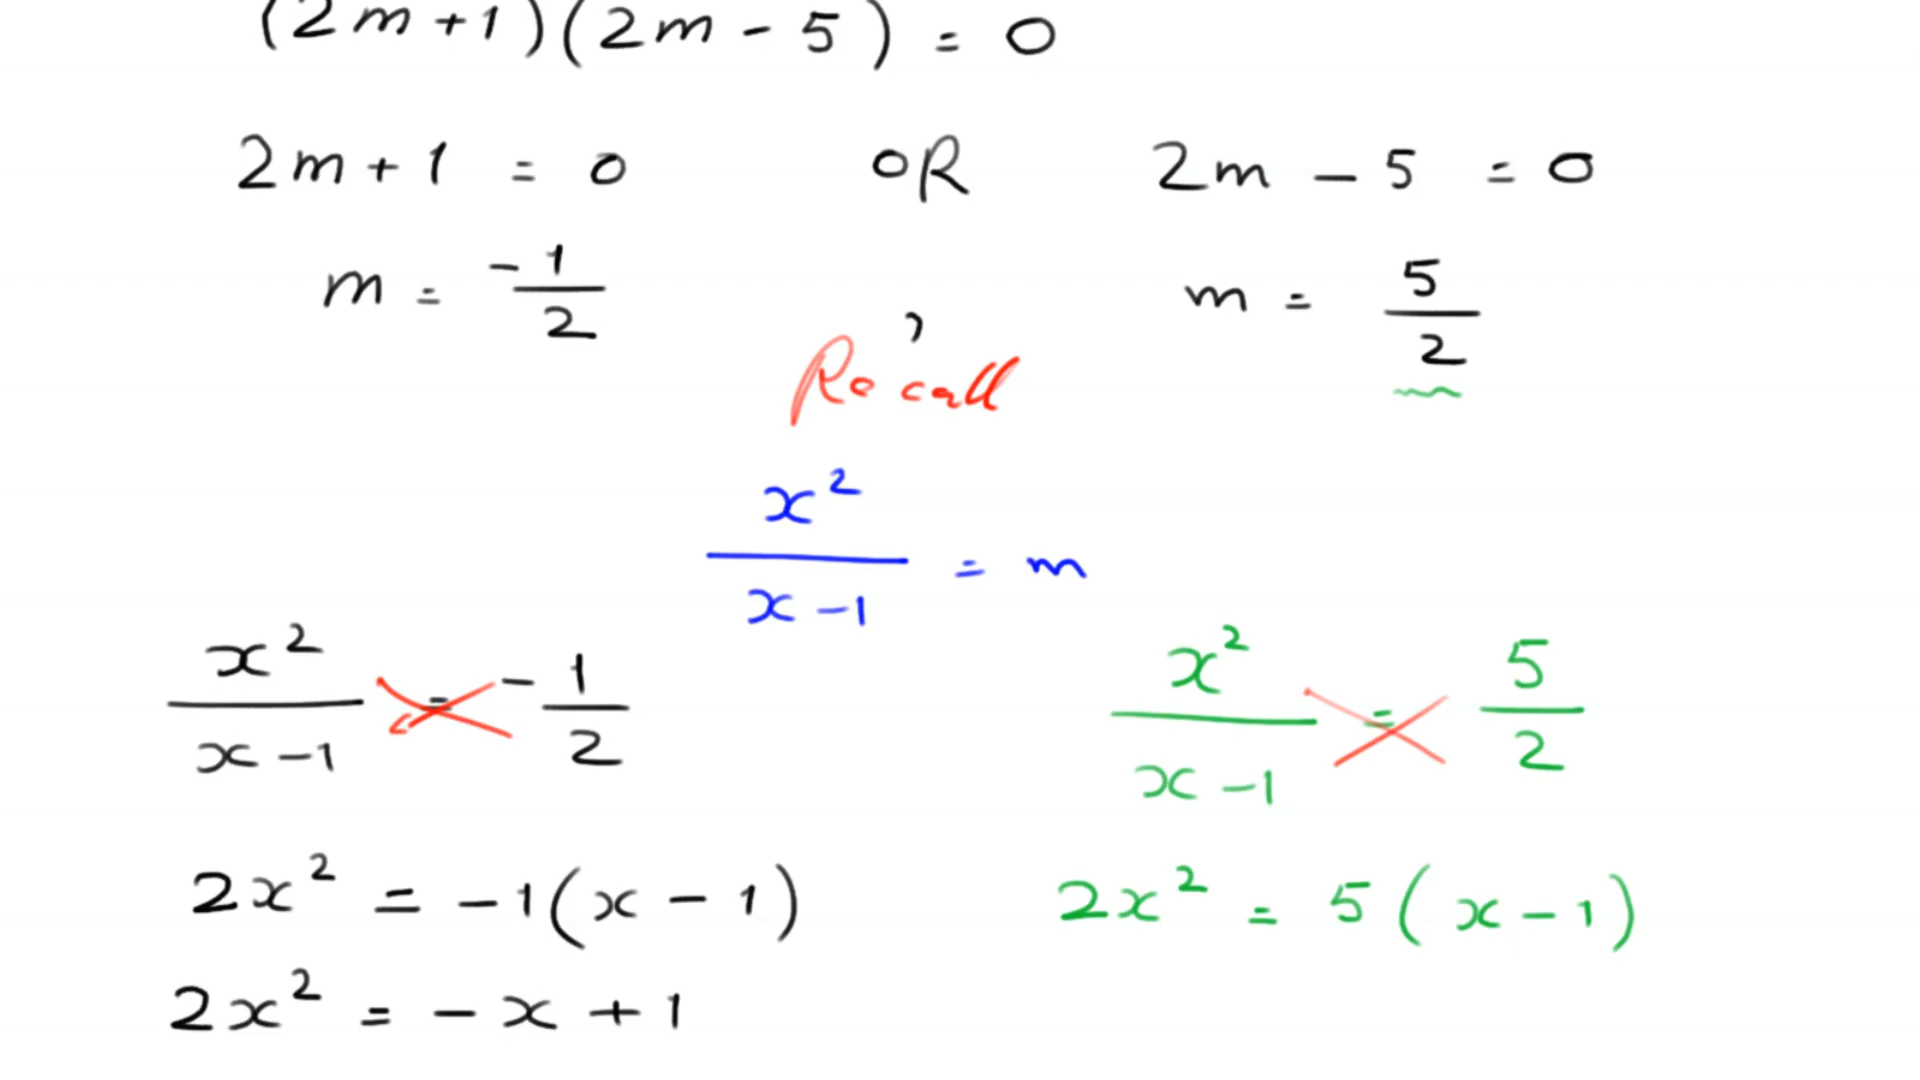 (2m+1)(2m-5) = 0
2m+1 = 0 OR 2m-5 = 0
m = -1/2 , m = 5/2
Recall
x²/(x-1) = m
x²/(x-1) = -1/2 x²/(x-1) = 5/2
2x² = -1(x-1) 2x² = 5(x-1)
2x² = -x+1